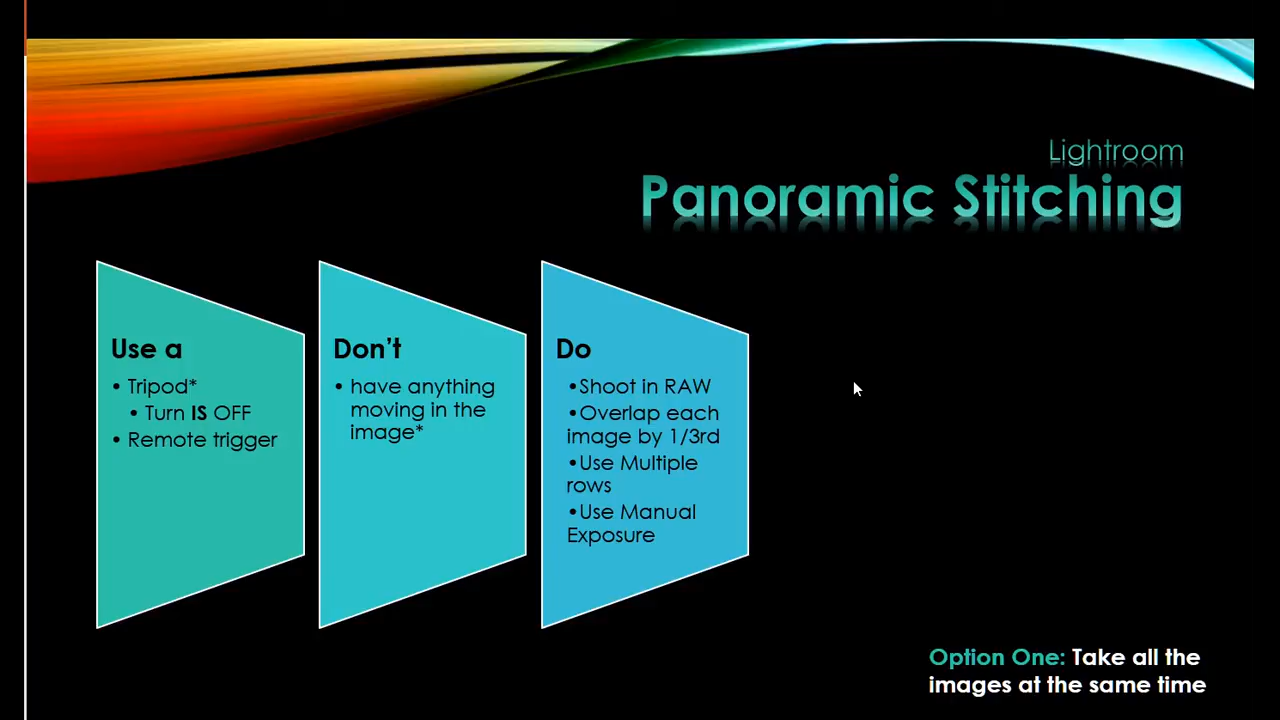 Lightroom
Panoramic Stitching
Use a
• Tripod*
• Turn IS OFF
• Remote trigger
Don't
• have anything
moving in the
image*
Do
•Shoot in RAW
•Overlap each
image by 1/3rd
•Use Multiple
rows
•Use Manual
Exposure
Option One: Take all the
images at the same time